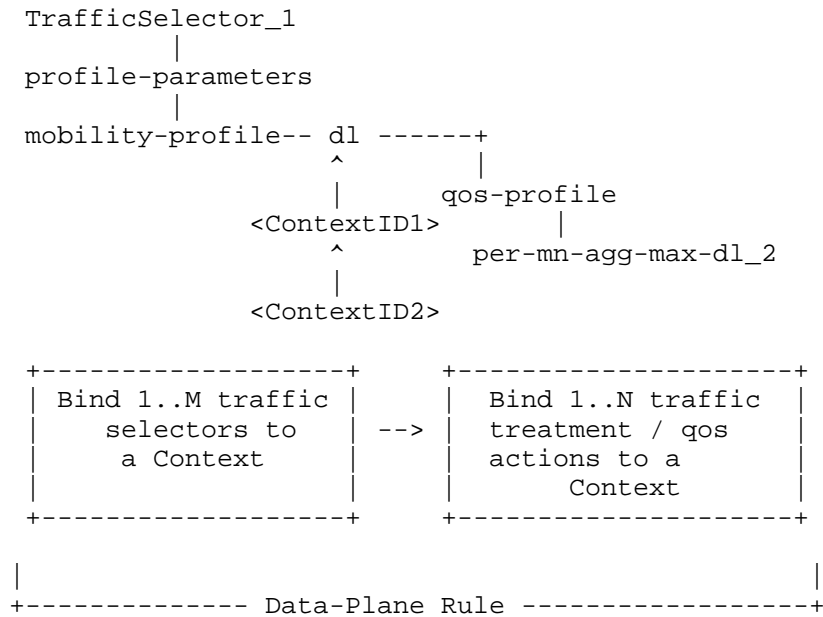 TrafficSelector_1
|
profile-parameters
|
mobility-profile-- dl ------+
^ |
| qos-profile
<ContextID1> |
^ per-mn-agg-max-dl_2
|
<ContextID2>
+-------------------+ +---------------------+
| Bind 1..M traffic | | Bind 1..N traffic |
| selectors to | --> | treatment / qos |
| a Context | | actions to a |
| | | Context |
+-------------------+ +---------------------+
| |
+-------------- Data-Plane Rule ------------------+